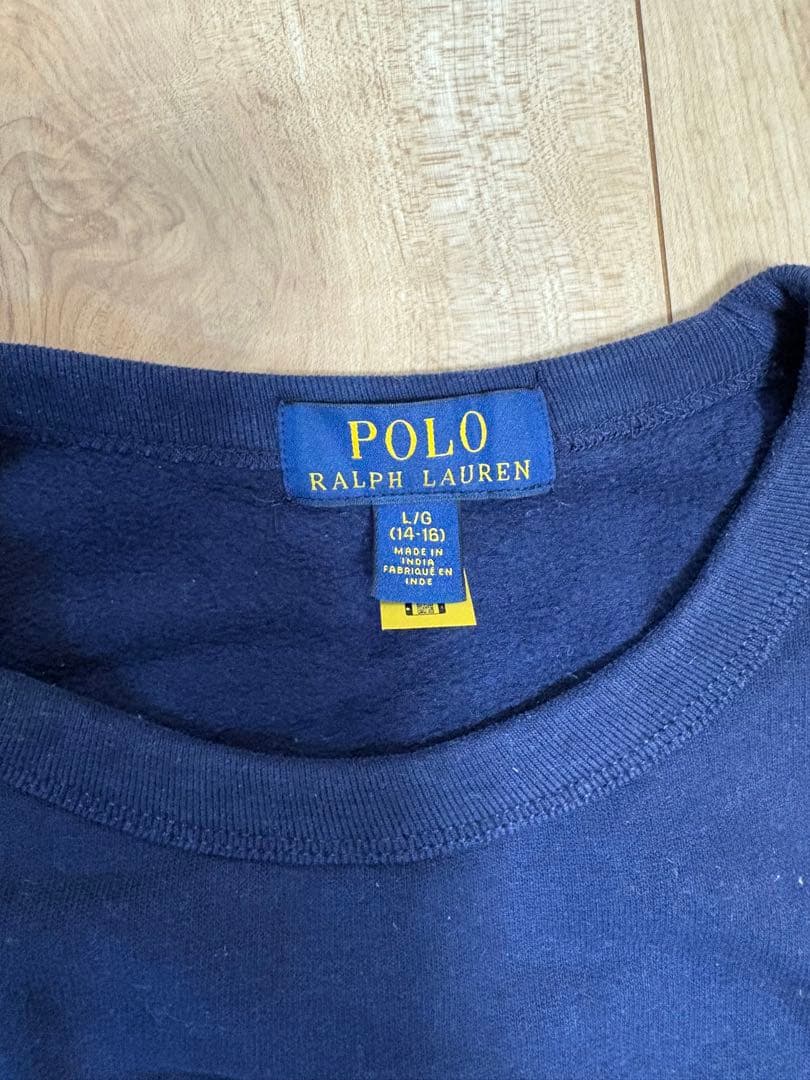 POLO
RALPH LAUREN
L/G
(14-16)
MADE IN
INDIA
FABRIQUÉ EN
INDE